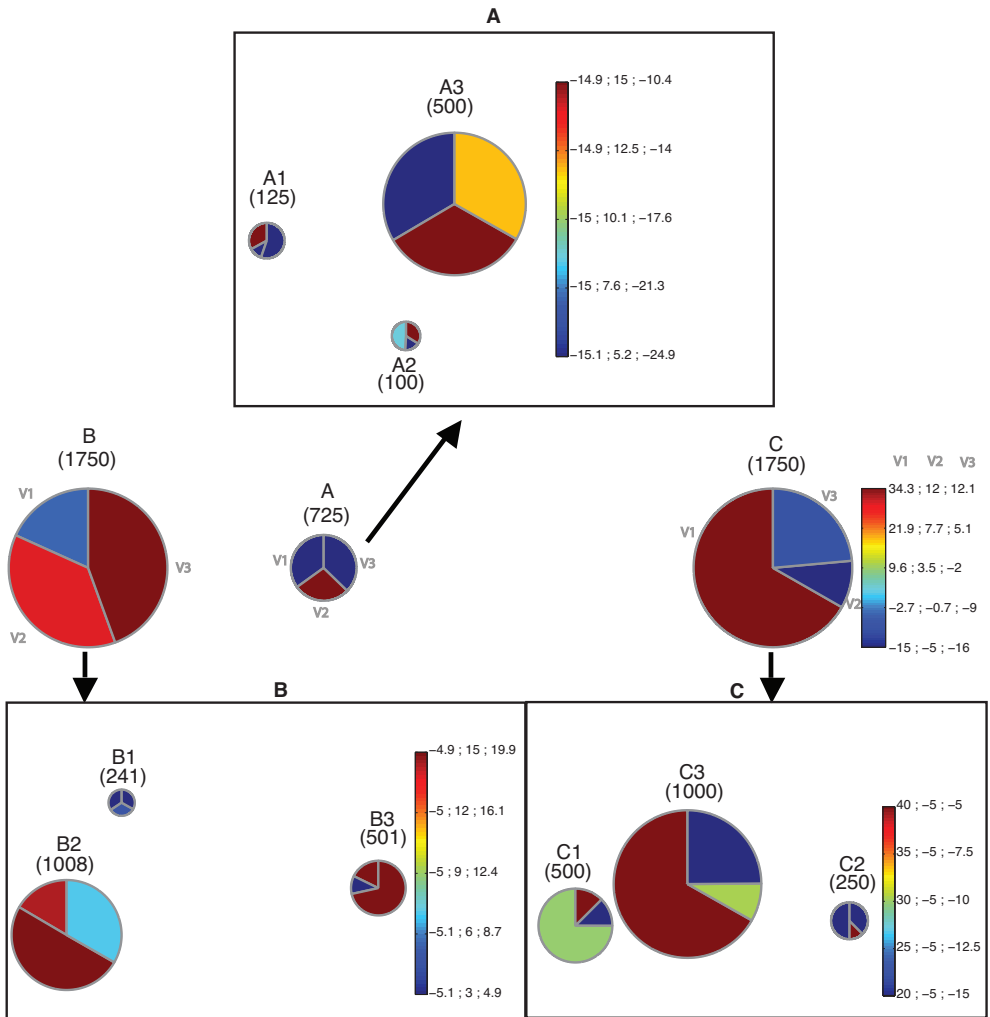 A
A3
(500)
A1
(125)
A2
(100)
−14.9 ; 15 ; −10.4
−14.9 ; 12.5 ; −14
−15 ; 10.1 ; −17.6
−15 ; 7.6 ; −21.3
−15.1 ; 5.2 ; −24.9
B
(1750)
V1
V2
V3
A
(725)
V1
V3
V2
C
(1750)
V1
V3
V2
V1 V2 V3
34.3 ; 12 ; 12.1
21.9 ; 7.7 ; 5.1
9.6 ; 3.5 ; −2
−2.7 ; −0.7 ; −9
−15 ; −5 ; −16
B
B1
(241)
B2
(1008)
B3
(501)
−4.9 ; 15 ; 19.9
−5 ; 12 ; 16.1
−5 ; 9 ; 12.4
−5.1 ; 6 ; 8.7
−5.1 ; 3 ; 4.9
C
C3
(1000)
C1
(500)
C2
(250)
40 ; −5 ; −5
35 ; −5 ; −7.5
30 ; −5 ; −10
25 ; −5 ; −12.5
20 ; −5 ; −15